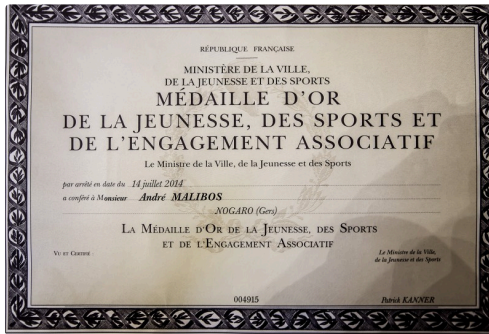 RÉPUBLIQUE FRANÇAISE
MINISTÈRE DE LA VILLE,
DE LA JEUNESSE ET DES SPORTS
MÉDAILLE D'OR
DE LA JEUNESSE, DES SPORTS ET
DE L'ENGAGEMENT ASSOCIATIF
Le Ministre de la Ville, de la Jeunesse et des Sports
par arrêté en date du 14 juillet 2014
a conféré à Monsieur André MALIBOS
NOGARO (Gers)
LA MÉDAILLE D'OR DE LA JEUNESSE, DES SPORTS
ET DE L'ENGAGEMENT ASSOCIATIF
VU ET CERTIFIÉ :
Le Ministre de la Ville,
de la Jeunesse et des Sports
004915
Patrick KANNER